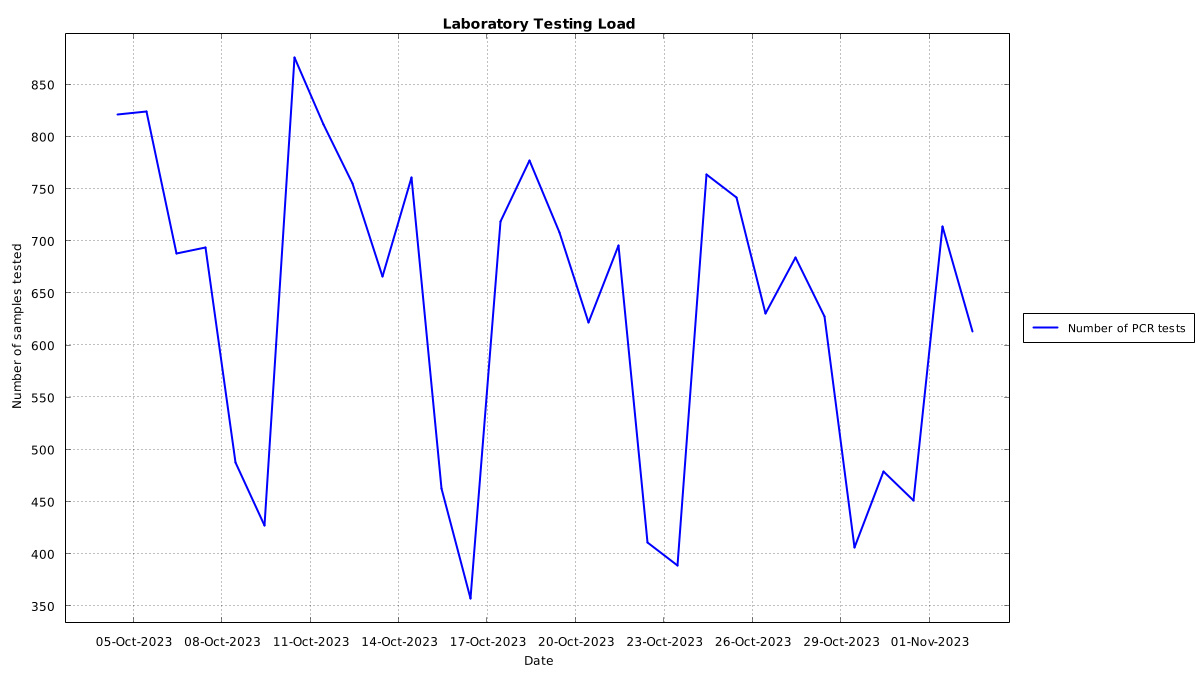 Laboratory Testing Load
Number of samples tested
850
800
750
700
650
600
550
500
450
400
350
05-Oct-2023 08-Oct-2023 11-Oct-2023 14-Oct-2023 17-Oct-2023 20-Oct-2023 23-Oct-2023 26-Oct-2023 29-Oct-2023 01-Nov-2023
Date
Number of PCR tests